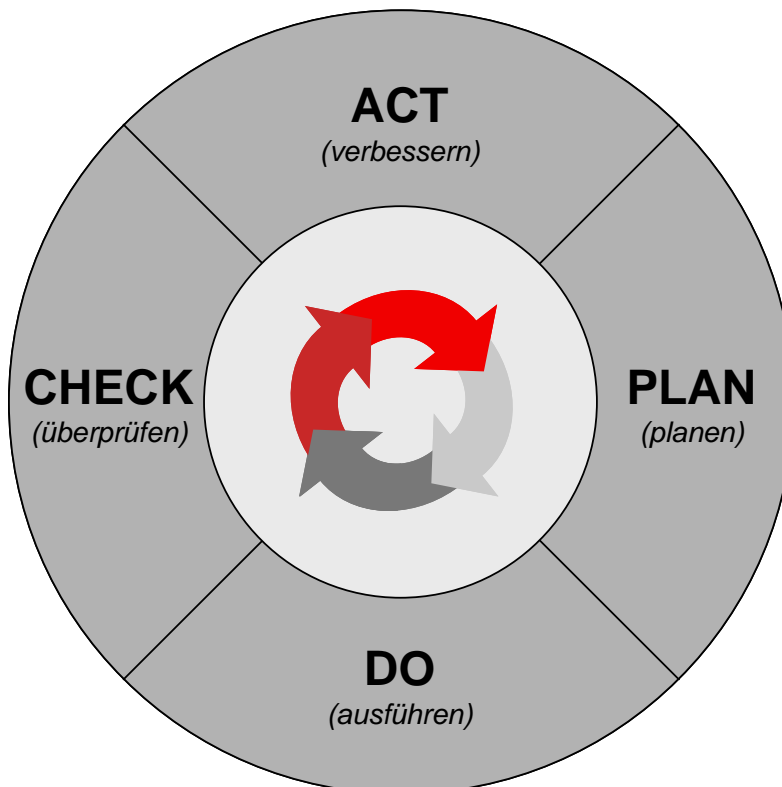 ACT
(verbessern)
CHECK
(überprüfen)
PLAN
(planen)
DO
(ausführen)